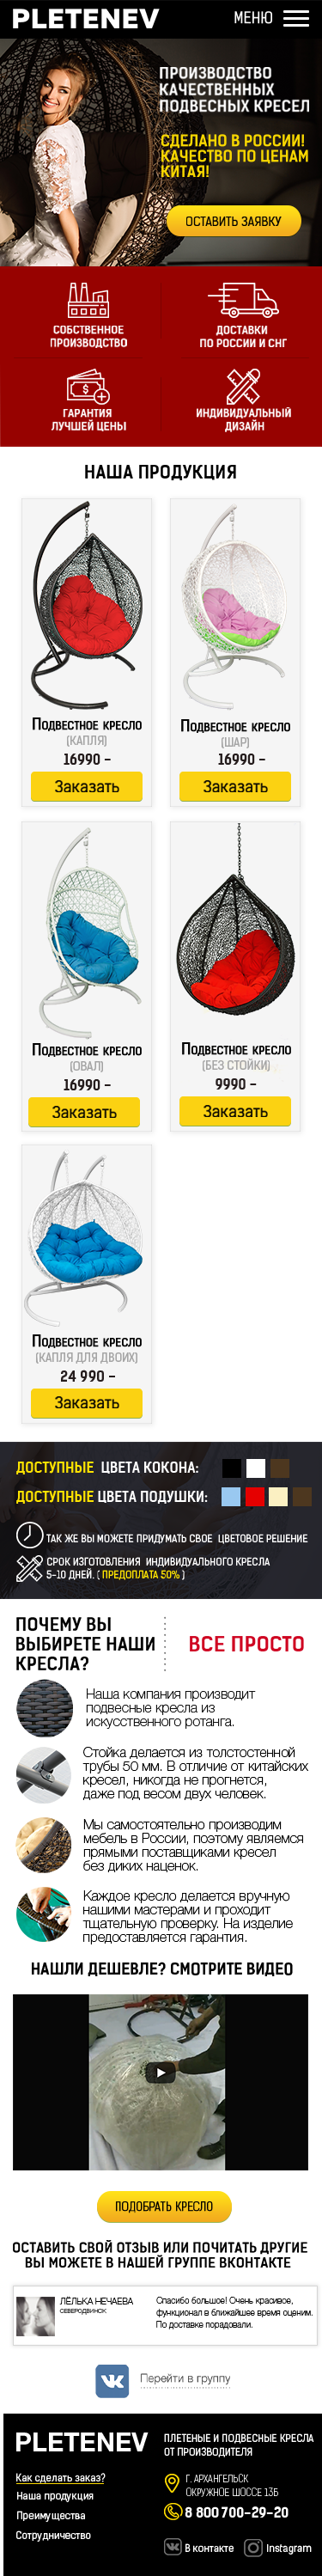 PLETENEV
МЕНЮ
ПРОИЗВОДСТВО
КАЧЕСТВЕННЫХ
ПОДВЕСНЫХ КРЕСЕЛ
СДЕЛАНО В РОССИИ!
КАЧЕСТВО ПО ЦЕНАМ
КИТАЯ!
ОСТАВИТЬ ЗАЯВКУ
СОБСТВЕННОЕ
ПРОИЗВОДСТВО
ДОСТАВКИ
ПО РОССИИ И СНГ
ГАРАНТИЯ
ЛУЧШЕЙ ЦЕНЫ
ИНДИВИДУАЛЬНЫЙ
ДИЗАЙН
НАША ПРОДУКЦИЯ
Подвестное кресло
(КАПЛЯ)
16990 -
Заказать
Подвестное кресло
(ШАР)
16990 -
Заказать
Подвестное кресло
(ОВАЛ)
16990 -
Заказать
Подвестное кресло
(БЕЗ СТОЙКИ)
9990 -
Заказать
Подвестное кресло
(КАПЛЯ ДЛЯ ДВОИХ)
24 990 -
Заказать
ДОСТУПНЫЕ ЦВЕТА КОКОНА:
ДОСТУПНЫЕ ЦВЕТА ПОДУШКИ:
ТАК ЖЕ ВЫ МОЖЕТЕ ПРИДУМАТЬ СВОЕ ЦВЕТОВОЕ РЕШЕНИЕ
СРОК ИЗГОТОВЛЕНИЯ ИНДИВИДУАЛЬНОГО КРЕСЛА
5-10 ДНЕЙ. ( ПРЕДОПЛАТА 50% )
ПОЧЕМУ ВЫ
ВЫБИРЕТЕ НАШИ
КРЕСЛА?
ВСЕ ПРОСТО
Наша компания производит
подвесные кресла из
искусственного ротанга.
Стойка делается из толстостенной
трубы 50 мм. В отличие от китайских
кресел, никогда не прогнется,
даже под весом двух человек.
Мы самостоятельно производим
мебель в России, поэтому являемся
прямыми поставщиками кресел
без диких наценок.
Каждое кресло делается вручную
нашими мастерами и проходит
тщательную проверку. На изделие
предоставляется гарантия.
НАШЛИ ДЕШЕВЛЕ? СМОТРИТЕ ВИДЕО
ПОДОБРАТЬ КРЕСЛО
ОСТАВИТЬ СВОЙ ОТЗЫВ ИЛИ ПОЧИТАТЬ ДРУГИЕ
ВЫ МОЖЕТЕ В НАШЕЙ ГРУППЕ ВКОНТАКТЕ
ЛЁЛЬКА НЕЧАЕВА
СЕВЕРОДВИНСК
Спасибо большое! Очень красивое,
функционал в ближайшее время оценим.
По доставке порадовали.
Перейти в группу
PLETENEV
Как сделать заказ?
Наша продукция
Преимущества
Сотрудничество
ПЛЕТЕНЫЕ И ПОДВЕСНЫЕ КРЕСЛА
ОТ ПРОИЗВОДИТЕЛЯ
Г. АРХАНГЕЛЬСК
ОКРУЖНОЕ ШОССЕ 13Б
8 800 700-29-20
В контакте
Instagram